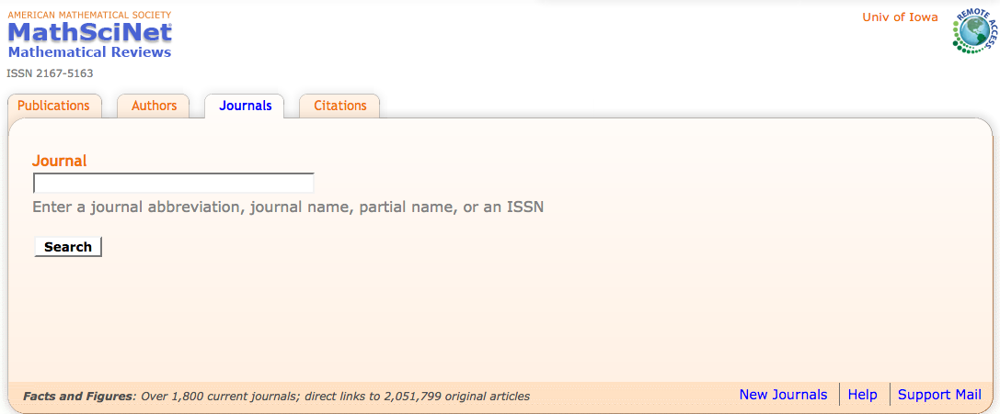 AMERICAN MATHEMATICAL SOCIETY
MathSciNet
Mathematical Reviews
ISSN 2167-5163
Univ of Iowa
REMOTE ACCESS
Publications
Authors
Journals
Citations
Journal
Enter a journal abbreviation, journal name, partial name, or an ISSN
Search
Facts and Figures: Over 1,800 current journals; direct links to 2,051,799 original articles
New Journals
Help
Support Mail